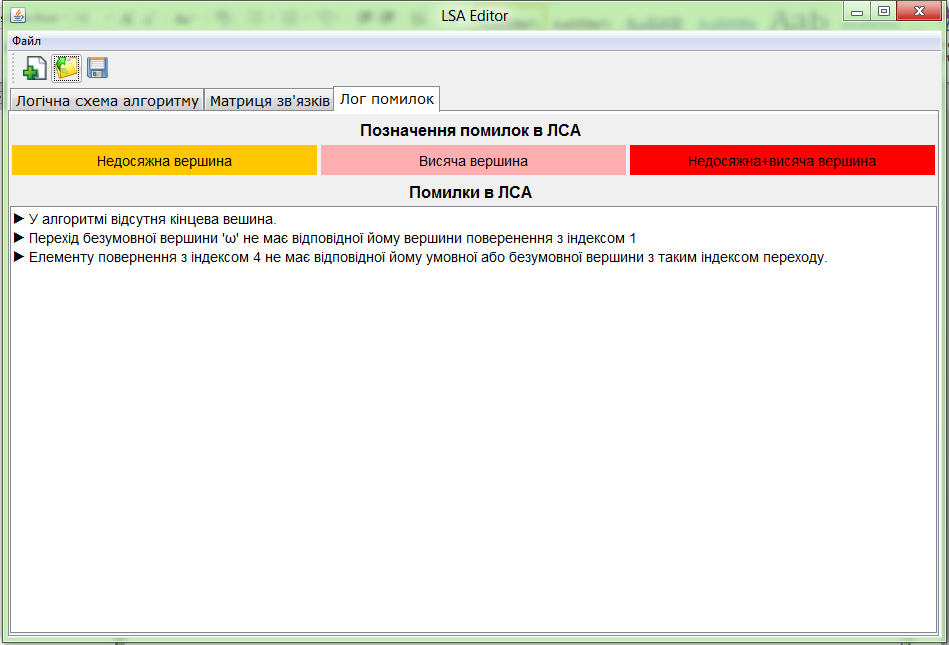 LSA Editor
Файл
Логічна схема алгоритму Матриця зв'язків Лог помилок
Позначення помилок в ЛСА
Недосяжна вершина Висяча вершина Недосяжна+висяча вершина
Помилки в ЛСА
У алгоритмі відсутня кінцева вешина.
Перехід безумовної вершини 'ω' не має відповідної йому вершини поверенення з індексом 1
Елементу повернення з індексом 4 не має відповідної йому умовної або безумовної вершини з таким індексом переходу.